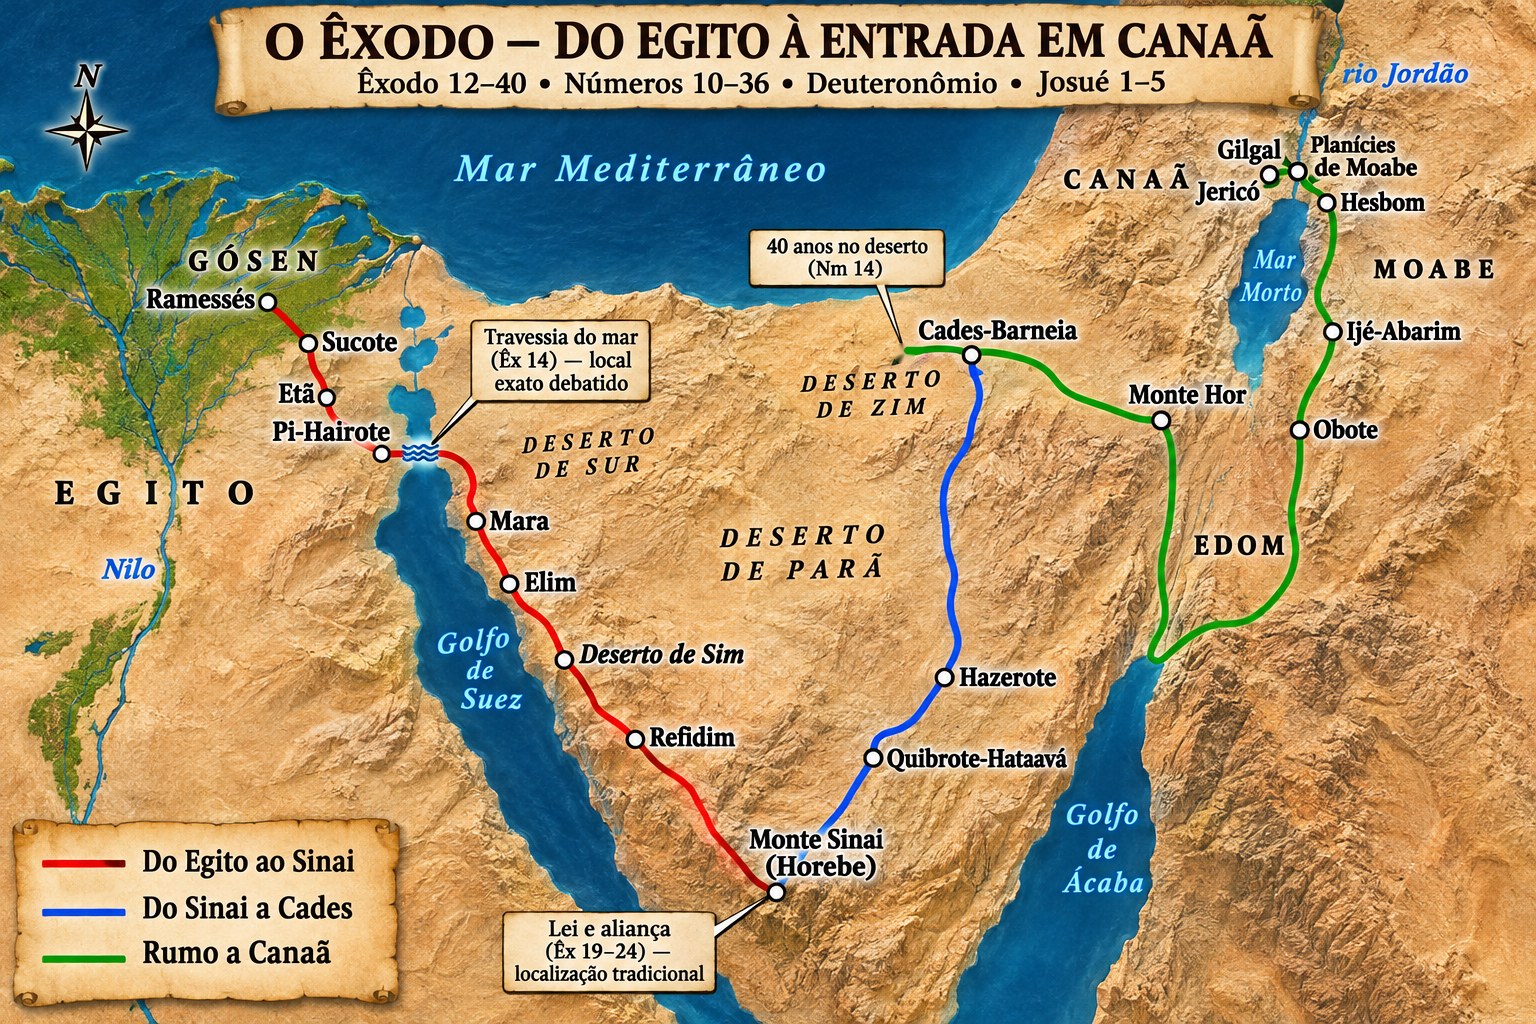 O ÊXODO – DO EGITO À ENTRADA EM CANAÃ
Êxodo 12–40 • Números 10–36 • Deuteronômio • Josué 1–5
N
rio Jordão
Mar Mediterrâneo
CANAÃ
Gilgal
Jericó
Planícies
de Moabe
Hesbom
GÓSEN
Ramessés
Sucote
Etã
Pi-Hairote
Travessia do mar
(Êx 14) — local
exato debatido
40 anos no deserto
(Nm 14)
Cades-Barneia
DESERTO
DE ZIM
Mar
Morto
MOABE
Ijé-Abarim
Monte Hor
Obote
DESERTO
DE SUR
EGITO
Mara
Nilo
Elim
DESERTO
DE PARÃ
EDOM
Golfo
de
Suez
Deserto de Sim
Hazerote
Refidim
Quibrote-Hataavá
Monte Sinai
(Horebe)
Golfo
de
Ácaba
Lei e aliança
(Êx 19–24) —
localização tradicional
Do Egito ao Sinai
Do Sinai a Cades
Rumo a Canaã